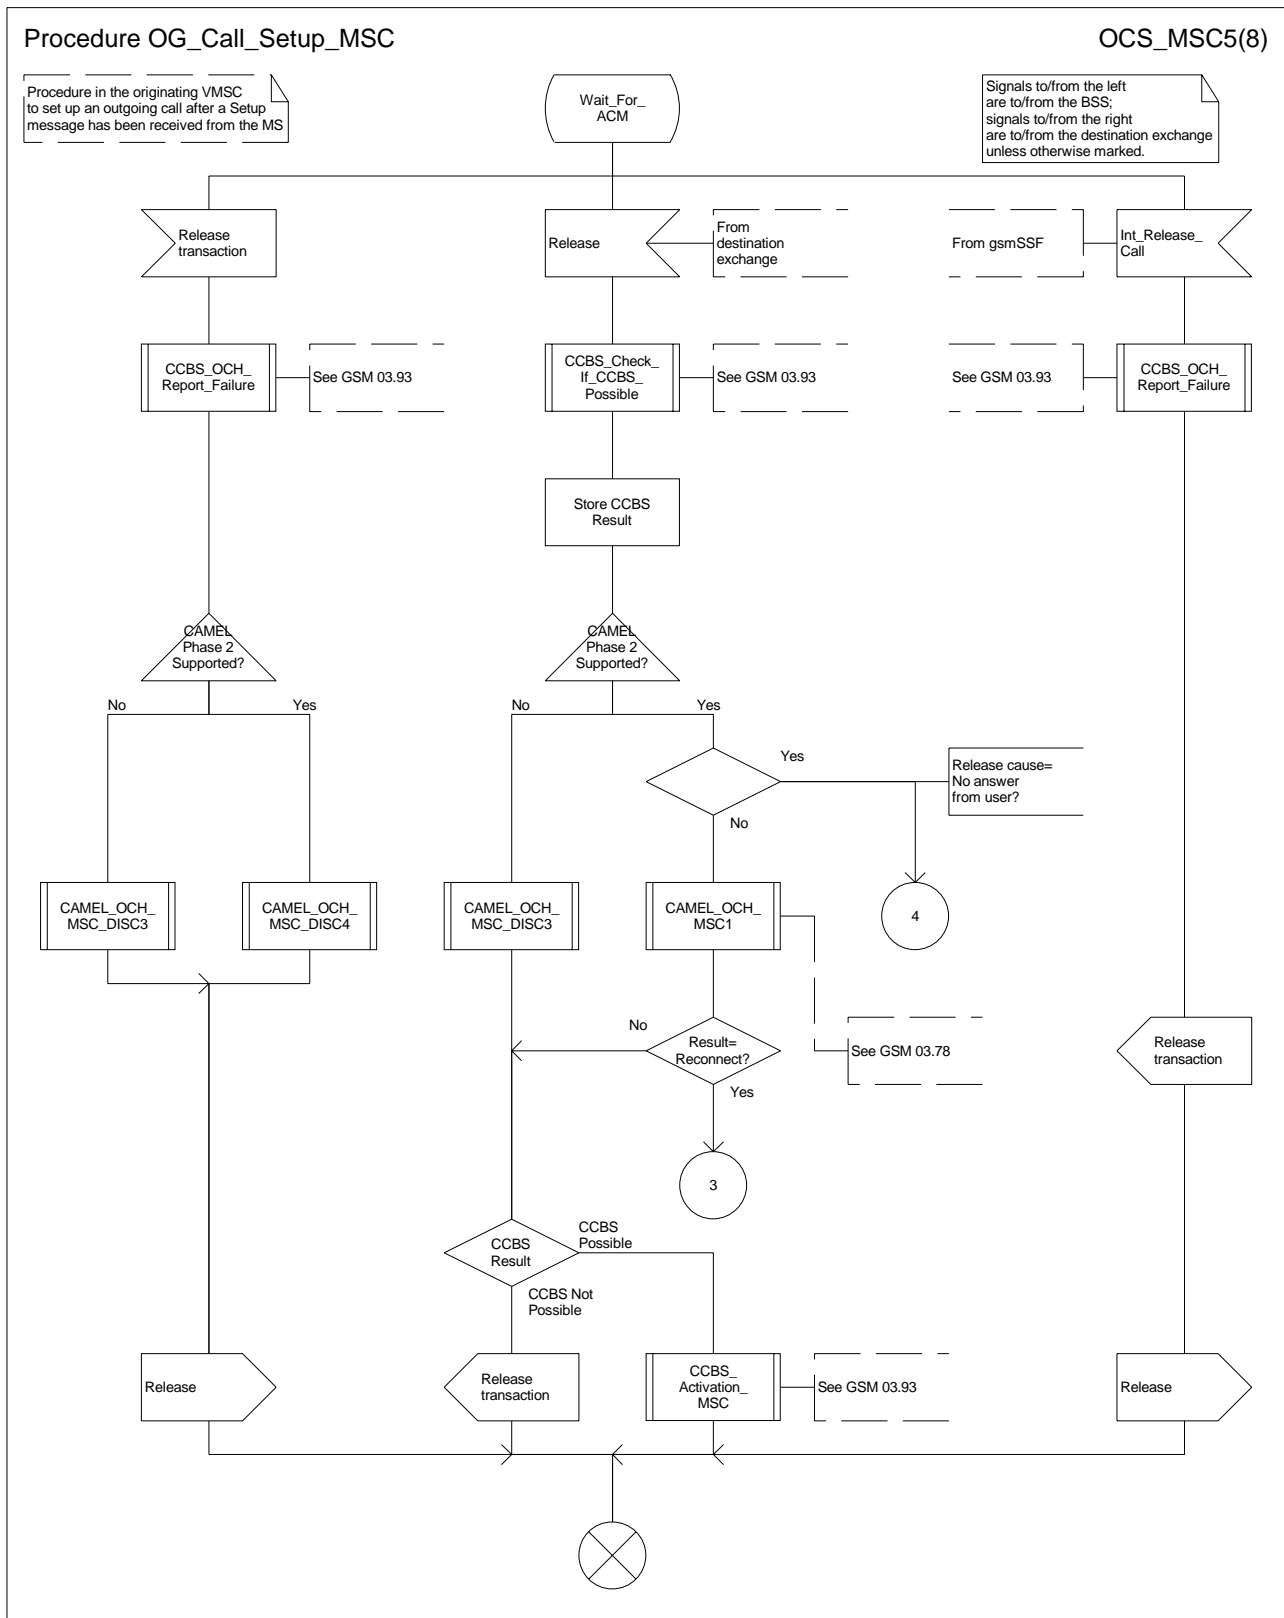 Procedure OG_Call_Setup_MSC
OCS_MSC5(8)
Procedure in the originating VMSC
to set up an outgoing call after a Setup
message has been received from the MS
Wait_For_
ACM
Signals to/from the left
are to/from the BSS;
signals to/from the right
are to/from the destination exchange
unless otherwise marked.
Release
transaction
Release
From
destination
exchange
From gsmSSF
Int_Release_
Call
CCBS_OCH_
Report_Failure
See GSM 03.93
CCBS_Check_
If_CCBS_
Possible
See GSM 03.93
See GSM 03.93
CCBS_OCH_
Report_Failure
Store CCBS
Result
CAMEL
Phase 2
Supported?
CAMEL
Phase 2
Supported?
No
Yes
No
Yes
Yes
Release cause=
No answer
from user?
No
CAMEL_OCH_
MSC_DISC3
CAMEL_OCH_
MSC_DISC4
CAMEL_OCH_
MSC_DISC3
CAMEL_OCH_
MSC1
4
No
Result=
Reconnect?
See GSM 03.78
Release
transaction
Yes
3
CCBS
Result
CCBS
Possible
CCBS Not
Possible
Release
Release
transaction
CCBS_
Activation_
MSC
See GSM 03.93
Release